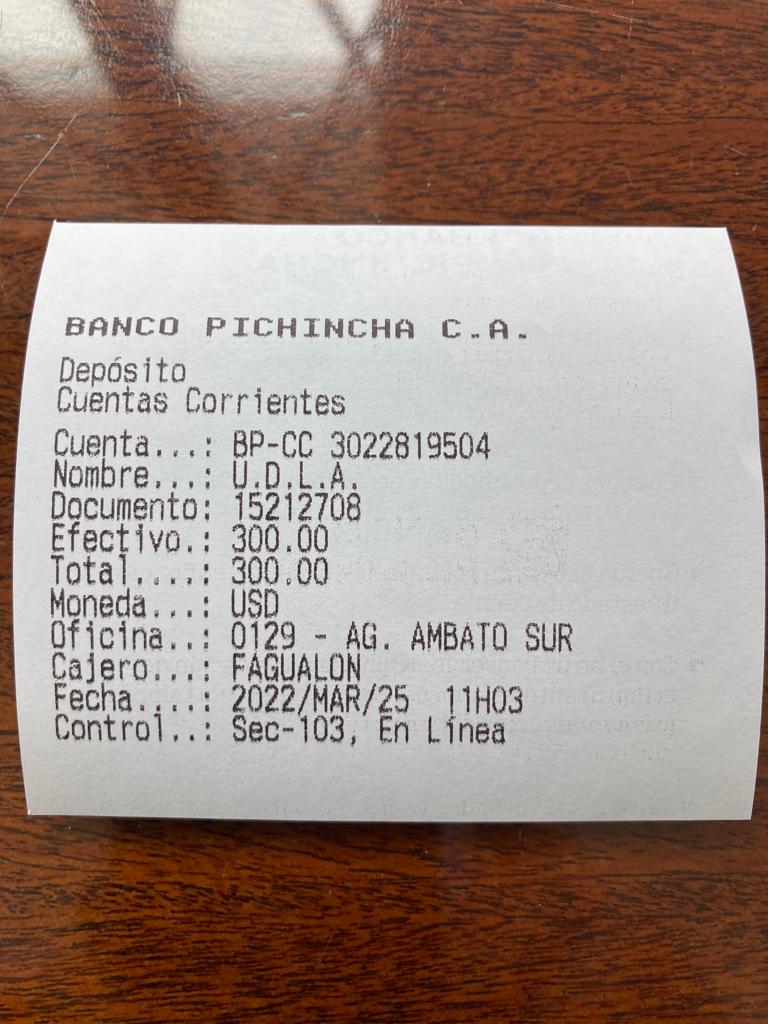 BANCO PICHINCHA C.A.
Depósito
Cuentas Corrientes
Cuenta...: BP-CC 3022819504
Nombre...: U.D.L.A.
Documento: 15212708
Efectivo.: 300.00
Total....: 300.00
Moneda...: USD
Oficina..: 0129 - AG. AMBATO SUR
Cajero...: FAGUALON
Fecha....: 2022/MAR/25 11H03
Control..: Sec-103, En Línea